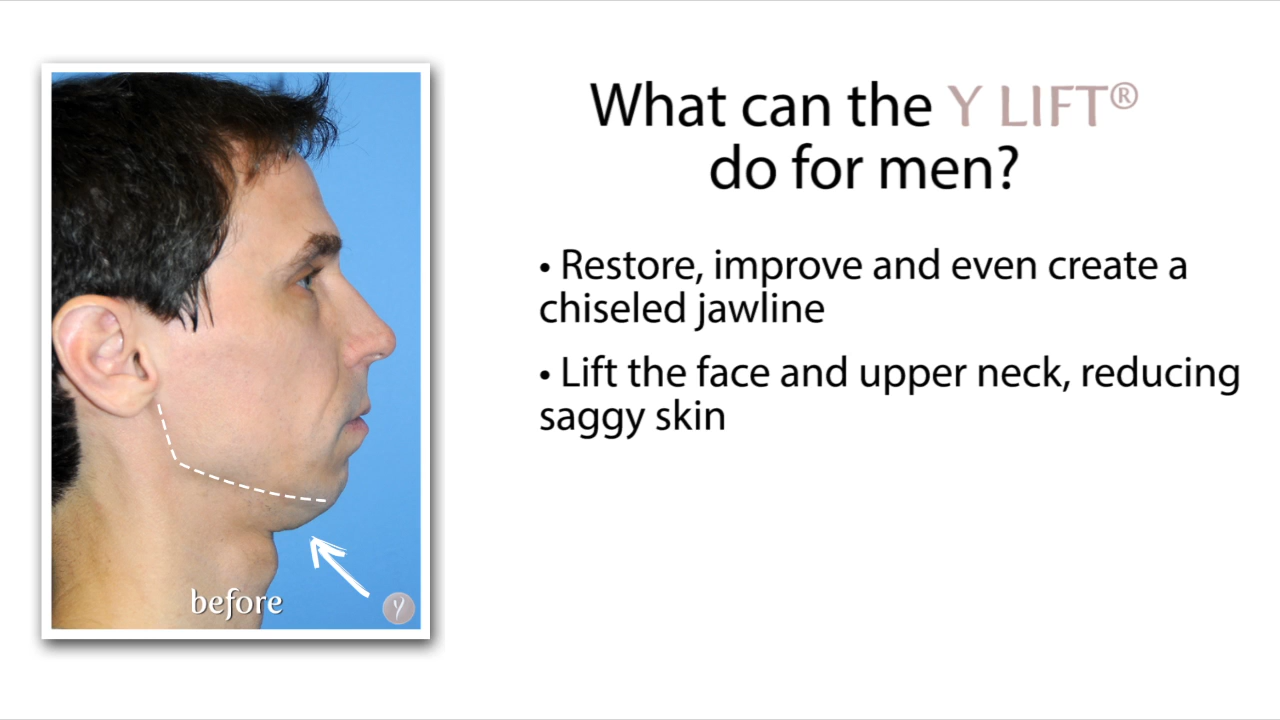 What can the Y LIFT®
do for men?
• Restore, improve and even create a
chiseled jawline
• Lift the face and upper neck, reducing
saggy skin
before
Y